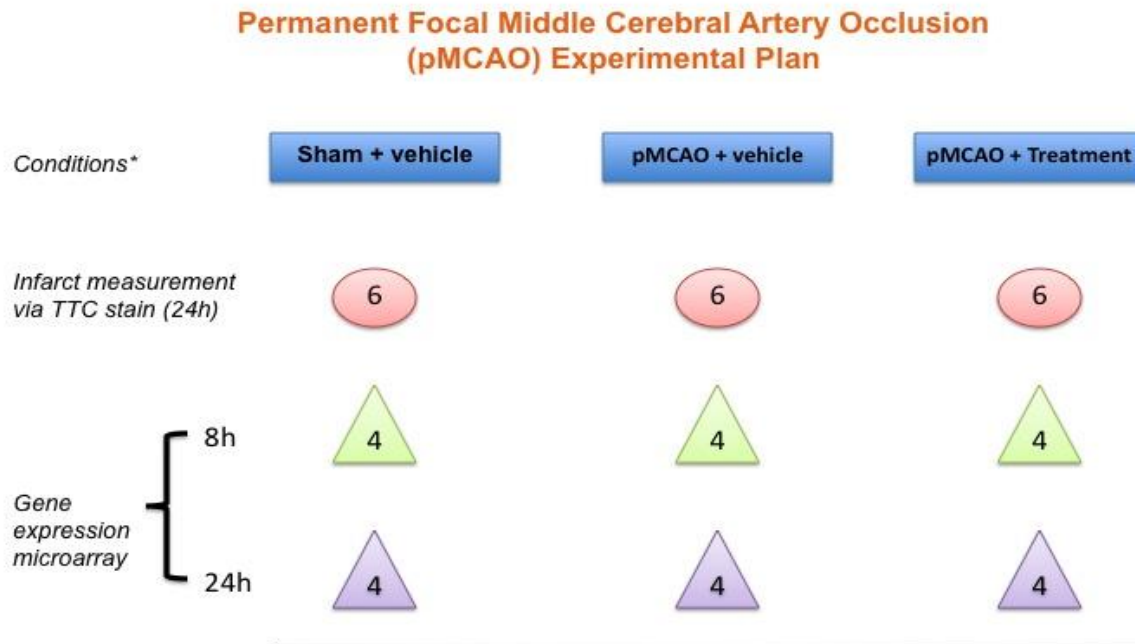 Permanent Focal Middle Cerebral Artery Occlusion
(pMCAO) Experimental Plan
Conditions*
Sham + vehicle
pMCAO + vehicle
pMCAO + Treatment
Infarct measurement
via TTC stain (24h)
6
6
6
8h
4
4
4
Gene
expression
microarray
24h
4
4
4